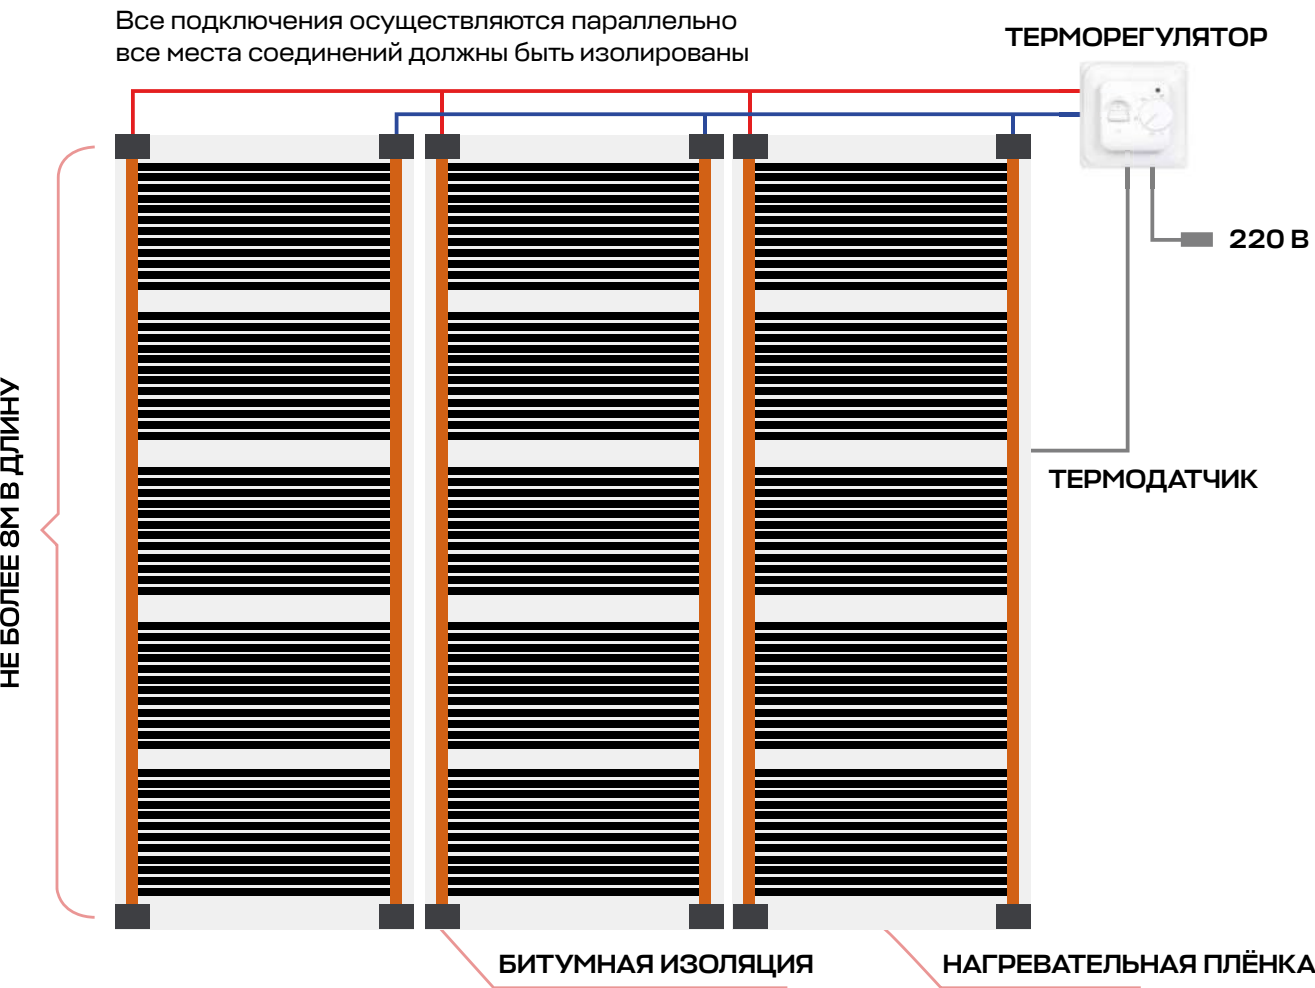 Все подключения осуществляются параллельно
все места соединений должны быть изолированы
ТЕРМОРЕГУЛЯТОР
220 В
ТЕРМОДАТЧИК
НЕ БОЛЕЕ 8М В ДЛИНУ
БИТУМНАЯ ИЗОЛЯЦИЯ
НАГРЕВАТЕЛЬНАЯ ПЛЁНКА